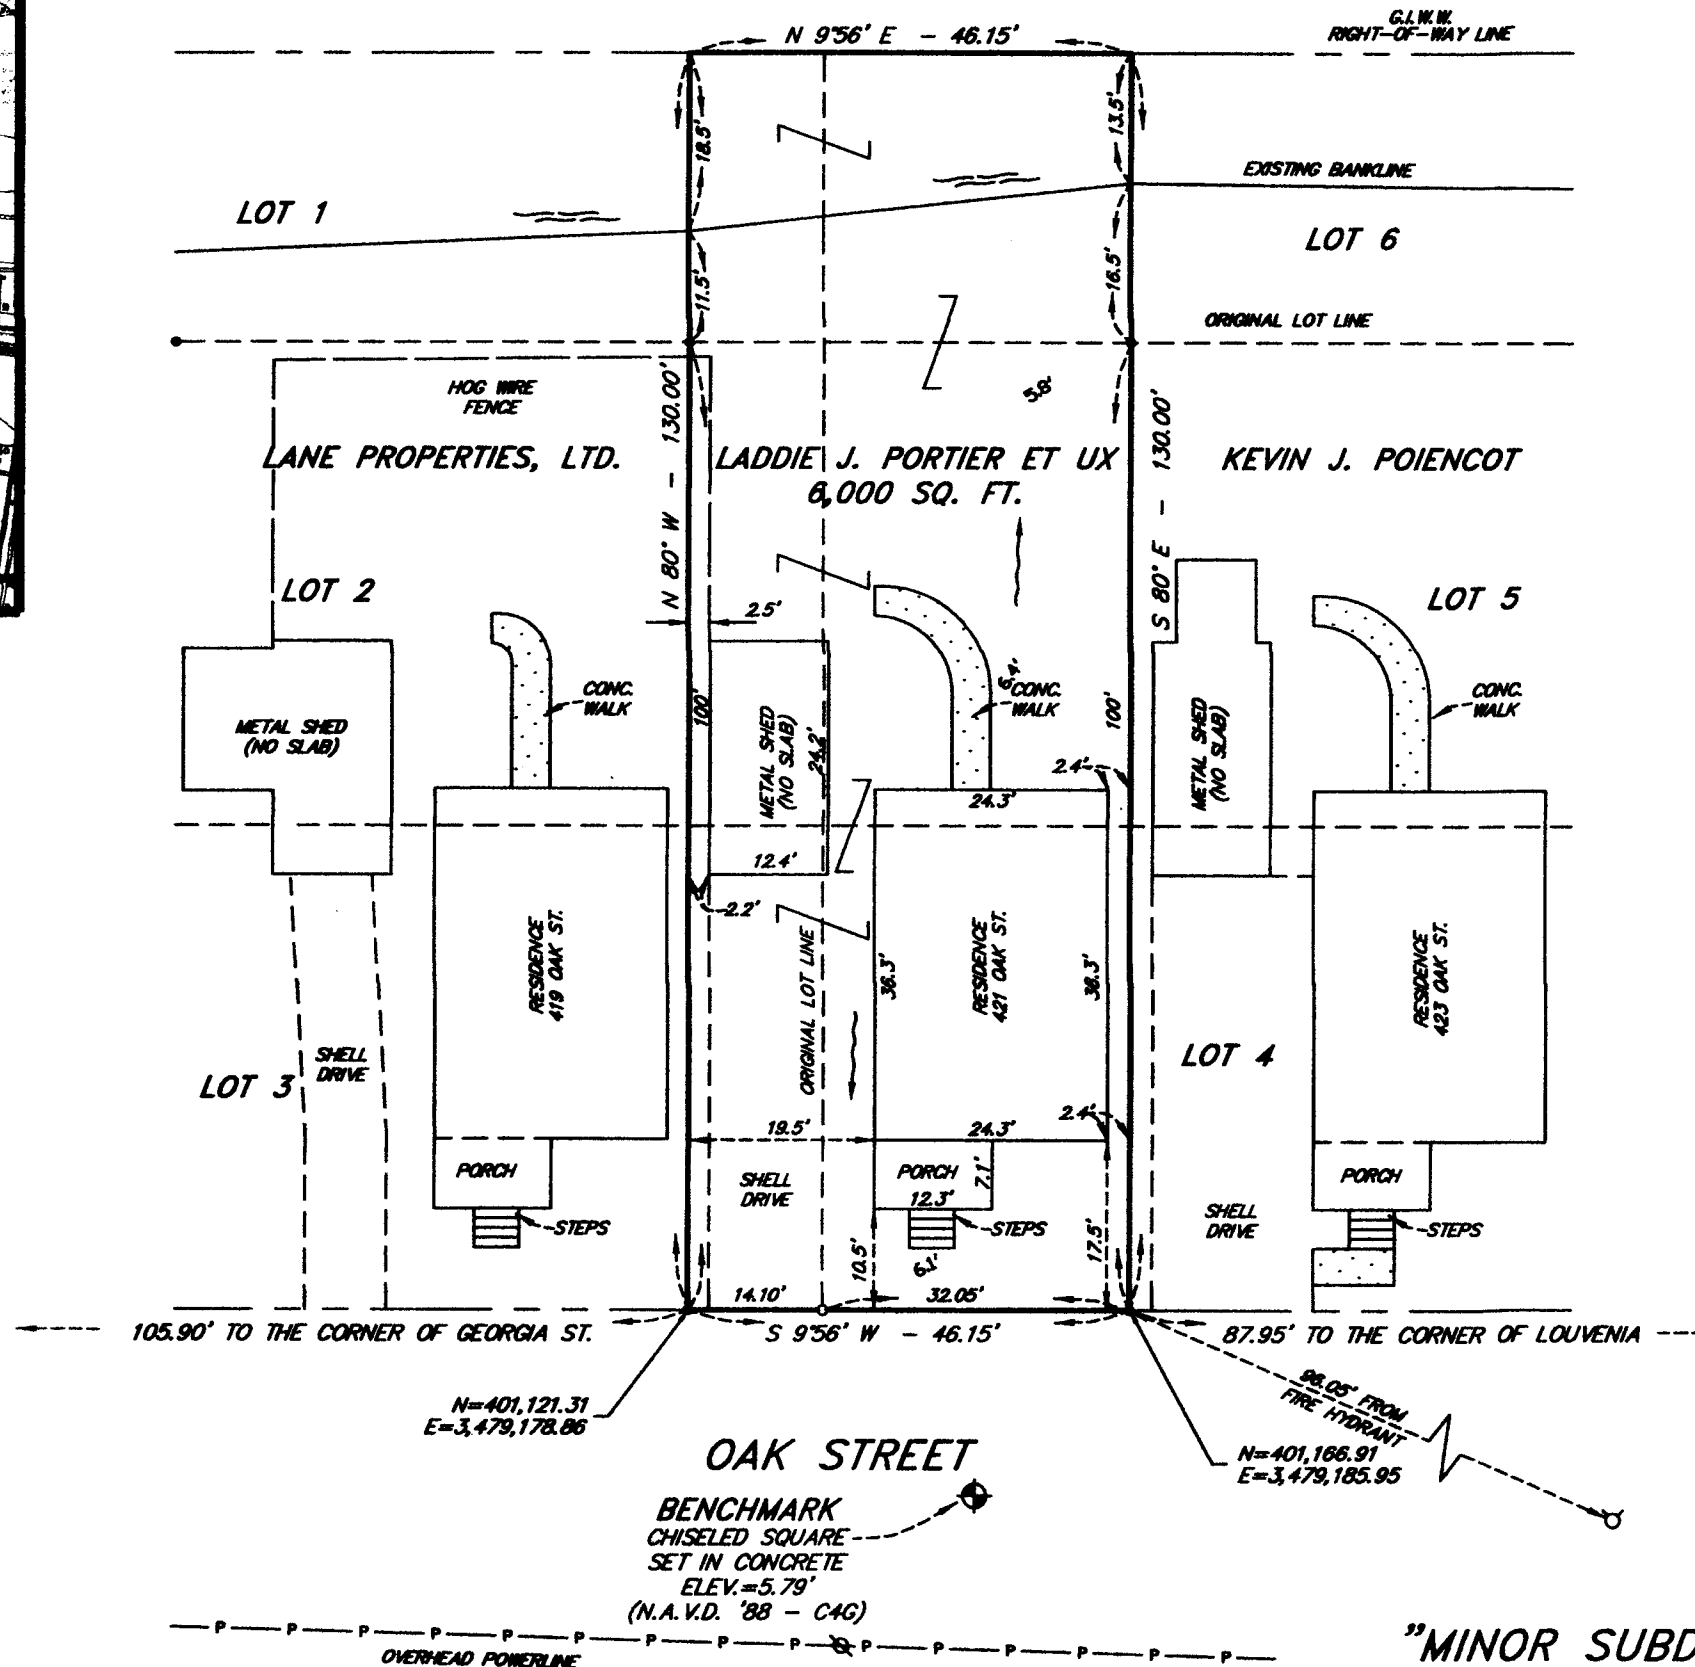 G.I.W.W.
RIGHT-OF-WAY LINE
N 9°56' E - 46.15'
18.5'
13.5'
EXISTING BANKLINE
LOT 1
LOT 6
11.5'
16.5'
ORIGINAL LOT LINE
HOG WIRE
FENCE
5.8'
N 80° W - 130.00'
S 80° E - 130.00'
LANE PROPERTIES, LTD.
LADDIE J. PORTIER ET UX
6,000 SQ. FT.
KEVIN J. POIENCOT
LOT 2
LOT 5
2.5'
METAL SHED
(NO SLAB)
CONC.
WALK
100'
METAL SHED
(NO SLAB)
24.2'
6.4'
CONC.
WALK
100'
METAL SHED
(NO SLAB)
CONC.
WALK
2.4'
24.3'
12.4'
2.2'
RESIDENCE
419 OAK ST.
ORIGINAL LOT LINE
36.3'
RESIDENCE
421 OAK ST.
36.3'
RESIDENCE
423 OAK ST.
LOT 3
SHELL
DRIVE
LOT 4
2.4'
19.5'
24.3'
PORCH
SHELL
DRIVE
PORCH
7.1'
12.3'
PORCH
STEPS
STEPS
SHELL
DRIVE
STEPS
10.5'
6.1'
17.5'
14.10'
32.05'
105.90' TO THE CORNER OF GEORGIA ST.
S 9°56' W - 46.15'
87.95' TO THE CORNER OF LOUVENIA
96.05' FROM
FIRE HYDRANT
N=401,121.31
E=3,479,178.86
N=401,166.91
E=3,479,185.95
OAK STREET
BENCHMARK
CHISELED SQUARE
SET IN CONCRETE
ELEV.=5.79'
(N.A.V.D. '88 - C4G)
P P P P P P P P P P P P P P P
OVERHEAD POWERLINE
"MINOR SUBD